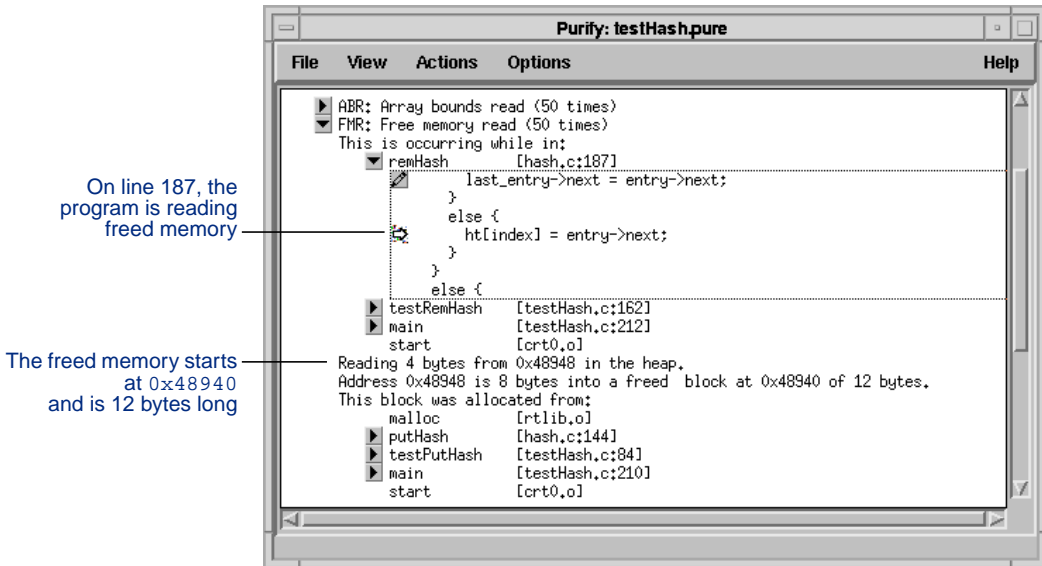 Purify: testHash.pure
File View Actions Options Help
ABR: Array bounds read (50 times)
FMR: Free memory read (50 times)
This is occurring while in:
remHash [hash.c:187]
last_entry->next = entry->next;
}
else {
On line 187, the
program is reading
freed memory
ht[index] = entry->next;
}
}
else {
testRemHash [testHash.c:162]
main [testHash.c:212]
start [crt0.o]
The freed memory starts
at 0x48940
and is 12 bytes long
Reading 4 bytes from 0x48948 in the heap.
Address 0x48948 is 8 bytes into a freed block at 0x48940 of 12 bytes.
This block was allocated from:
malloc [rtlib.o]
putHash [hash.c:144]
testPutHash [testHash.c:84]
main [testHash.c:210]
start [crt0.o]